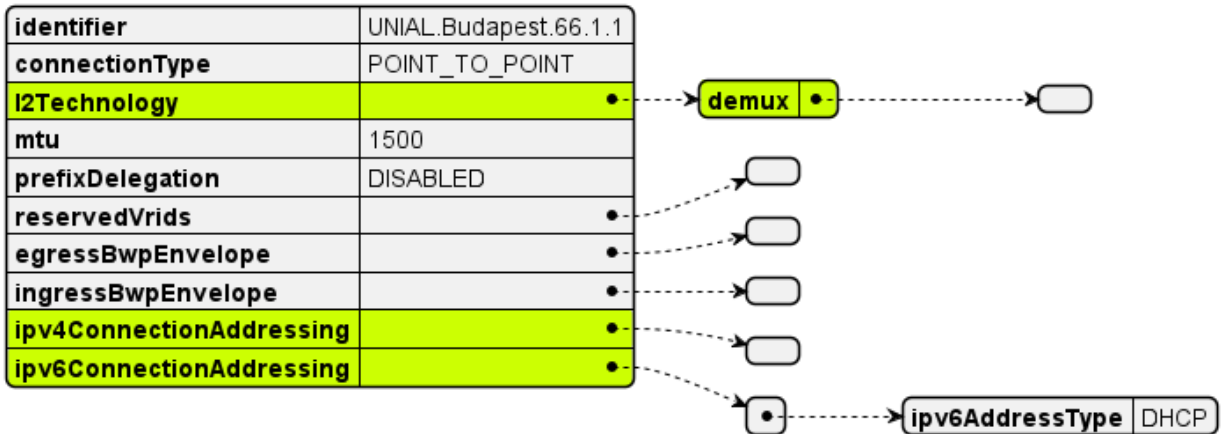 identifier UNIAL.Budapest.66.1.1
connectionType POINT_TO_POINT
l2Technology demux
mtu 1500
prefixDelegation DISABLED
reservedVrids
egressBwpEnvelope
ingressBwpEnvelope
ipv4ConnectionAddressing
ipv6ConnectionAddressing
ipv6AddressType DHCP